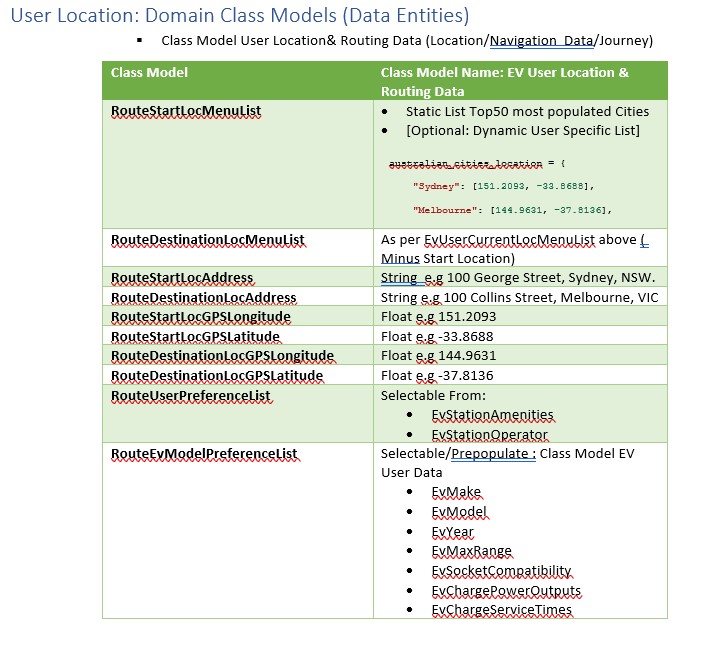 User Location: Domain Class Models (Data Entities)
▪ Class Model User Location& Routing Data (Location/Navigation Data/Journey)
Class Model
Class Model Name: EV User Location &
Routing Data
RouteStartLocMenuList
• Static List Top50 most populated Cities
• [Optional: Dynamic User Specific List]
australian_cities_location = {
"Sydney": [151.2093, -33.8688],
"Melbourne": [144.9631, -37.8136],
RouteDestinationLocMenuList
As per EvUserCurrentLocMenuList above (
Minus Start Location)
RouteStartLocAddress
String e.g 100 George Street, Sydney, NSW.
RouteDestinationLocAddress
String e.g 100 Collins Street, Melbourne, VIC
RouteStartLocGPSLongitude
Float e.g 151.2093
RouteStartLocGPSLatitude
Float e.g -33.8688
RouteDestinationLocGPSLongitude
Float e.g 144.9631
RouteDestinationLocGPSLatitude
Float e.g -37.8136
RouteUserPreferenceList
Selectable From:
• EvStationAmenities
• EvStationOperator
RouteEvModelPreferenceList
Selectable/Prepopulate : Class Model EV
User Data
• EvMake
• EvModel
• EvYear
• EvMaxRange
• EvSocketCompatibility
• EvChargePowerOutputs
• EvChargeServiceTimes